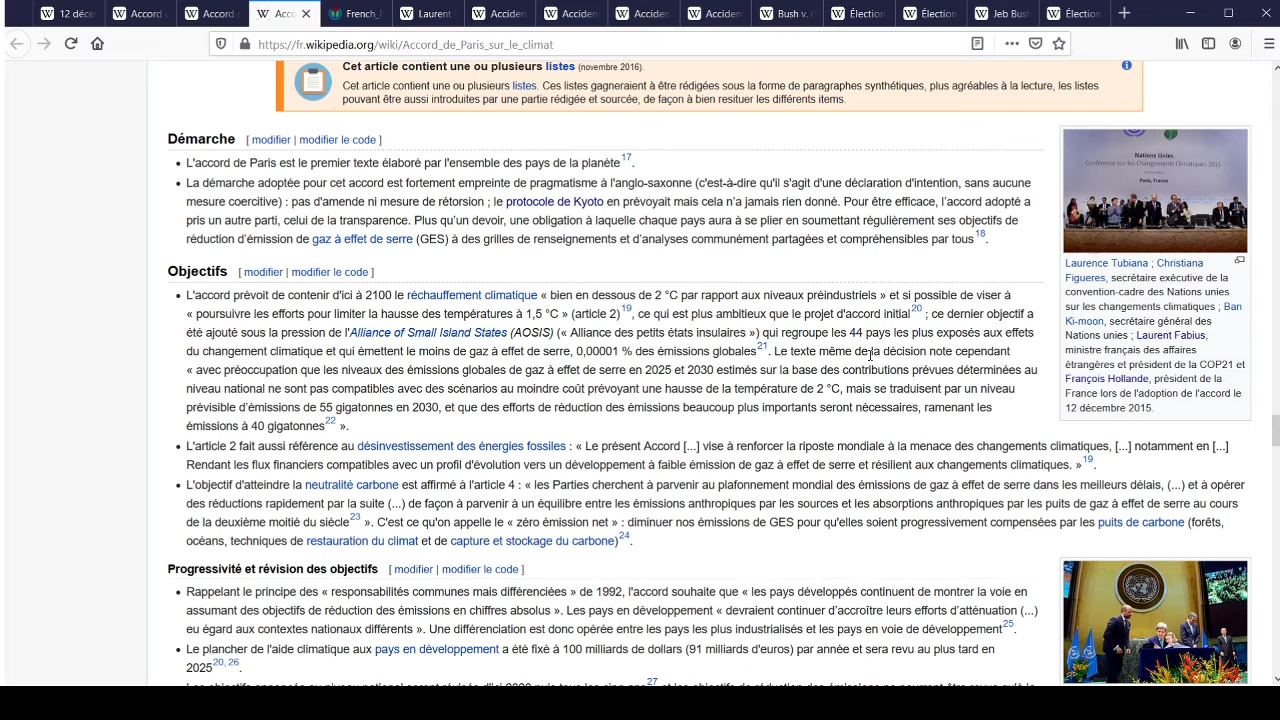 12 décem
Accord d
Accord d
Acco
French_F
Laurent
Acciden
Acciden
Acciden
Acciden
Bush v. G
Élection
Élection
Jeb Bush
Élection
https://fr.wikipedia.org/wiki/Accord_de_Paris_sur_le_climat
Cet article contient une ou plusieurs listes (novembre 2016).
Cet article contient une ou plusieurs listes. Ces listes gagneraient à être rédigées sous la forme de paragraphes synthétiques, plus agréables à la lecture, les listes
pouvant être aussi introduites par une partie rédigée et sourcée, de façon à bien resituer les différents items.
Démarche [ modifier | modifier le code ]
• L'accord de Paris est le premier texte élaboré par l'ensemble des pays de la planète17.
• La démarche adoptée pour cet accord est fortement empreinte de pragmatisme à l'anglo-saxonne (c'est-à-dire qu'il s'agit d'une déclaration d'intention, sans aucune
mesure coercitive) : pas d'amende ni mesure de rétorsion ; le protocole de Kyoto en prévoyait mais cela n'a jamais rien donné. Pour être efficace, l'accord adopté a
pris un autre parti, celui de la transparence. Plus qu'un devoir, une obligation à laquelle chaque pays aura à se plier en soumettant régulièrement ses objectifs de
réduction d'émission de gaz à effet de serre (GES) à des grilles de renseignements et d'analyses communément partagées et compréhensibles par tous18.
Objectifs [ modifier | modifier le code ]
• L'accord prévoit de contenir d'ici à 2100 le réchauffement climatique « bien en dessous de 2 °C par rapport aux niveaux préindustriels » et si possible de viser à
« poursuivre les efforts pour limiter la hausse des températures à 1,5 °C » (article 2)19, ce qui est plus ambitieux que le projet d'accord initial20 ; ce dernier objectif a
été ajouté sous la pression de l'Alliance of Small Island States (AOSIS) (« Alliance des petits états insulaires ») qui regroupe les 44 pays les plus exposés aux effets
du changement climatique et qui émettent le moins de gaz à effet de serre, 0,00001 % des émissions globales21. Le texte même de la décision note cependant
« avec préoccupation que les niveaux des émissions globales de gaz à effet de serre en 2025 et 2030 estimés sur la base des contributions prévues déterminées au
niveau national ne sont pas compatibles avec des scénarios au moindre coût prévoyant une hausse de la température de 2 °C, mais se traduisent par un niveau
prévisible d'émissions de 55 gigatonnes en 2030, et que des efforts de réduction des émissions beaucoup plus importants seront nécessaires, ramenant les
émissions à 40 gigatonnes22 ».
• L'article 2 fait aussi référence au désinvestissement des énergies fossiles : « Le présent Accord [...] vise à renforcer la riposte mondiale à la menace des changements climatiques, [...] notamment en [...]
Rendant les flux financiers compatibles avec un profil d'évolution vers un développement à faible émission de gaz à effet de serre et résilient aux changements climatiques. »19.
• L'objectif d'atteindre la neutralité carbone est affirmé à l'article 4 : « les Parties cherchent à parvenir au plafonnement mondial des émissions de gaz à effet de serre dans les meilleurs délais, (...) et à opérer
des réductions rapidement par la suite (...) de façon à parvenir à un équilibre entre les émissions anthropiques par les sources et les absorptions anthropiques par les puits de gaz à effet de serre au cours
de la deuxième moitié du siècle23 ». C'est ce qu'on appelle le « zéro émission net » : diminuer nos émissions de GES pour qu'elles soient progressivement compensées par les puits de carbone (forêts,
océans, techniques de restauration du climat et de capture et stockage du carbone)24.
Progressivité et révision des objectifs [ modifier | modifier le code ]
• Rappelant le principe des « responsabilités communes mais différenciées » de 1992, l'accord souhaite que « les pays développés continuent de montrer la voie en
assumant des objectifs de réduction des émissions en chiffres absolus ». Les pays en développement « devraient continuer d'accroître leurs efforts d'atténuation (...)
eu égard aux contextes nationaux différents ». Une différenciation est donc opérée entre les pays les plus industrialisés et les pays en voie de développement25.
• Le plancher de l'aide climatique aux pays en développement a été fixé à 100 milliards de dollars (91 milliards d'euros) par année et sera revu au plus tard en
202520, 26.
27
Nations Unies
Conférence sur les Changements Climatiques 2015
Paris, France
Laurence Tubiana ; Christiana
Figueres, secrétaire exécutive de la
convention-cadre des Nations unies
sur les changements climatiques ; Ban
Ki-moon, secrétaire général des
Nations unies ; Laurent Fabius,
ministre français des affaires
étrangères et président de la COP21 et
François Hollande, président de la
France lors de l'adoption de l'accord le
12 décembre 2015.